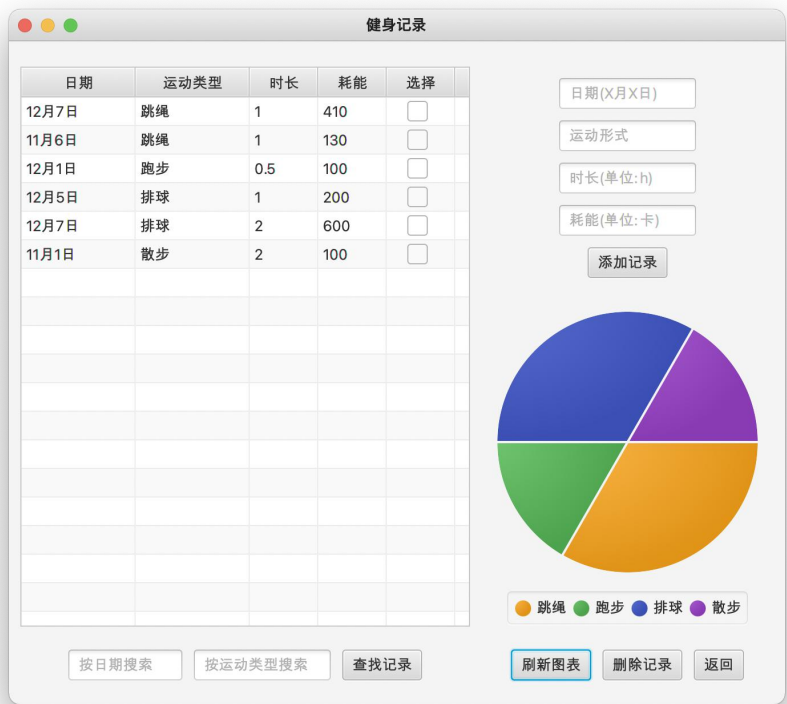 健身记录
日期 运动类型 时长 耗能 选择
12月7日 跳绳 1 410
11月6日 跳绳 1 130
12月1日 跑步 0.5 100
12月5日 排球 1 200
12月7日 排球 2 600
11月1日 散步 2 100
日期(X月X日)
运动形式
时长(单位:h)
耗能(单位:卡)
添加记录
跳绳 跑步 排球 散步
按日期搜索 按运动类型搜索 查找记录 刷新图表 删除记录 返回